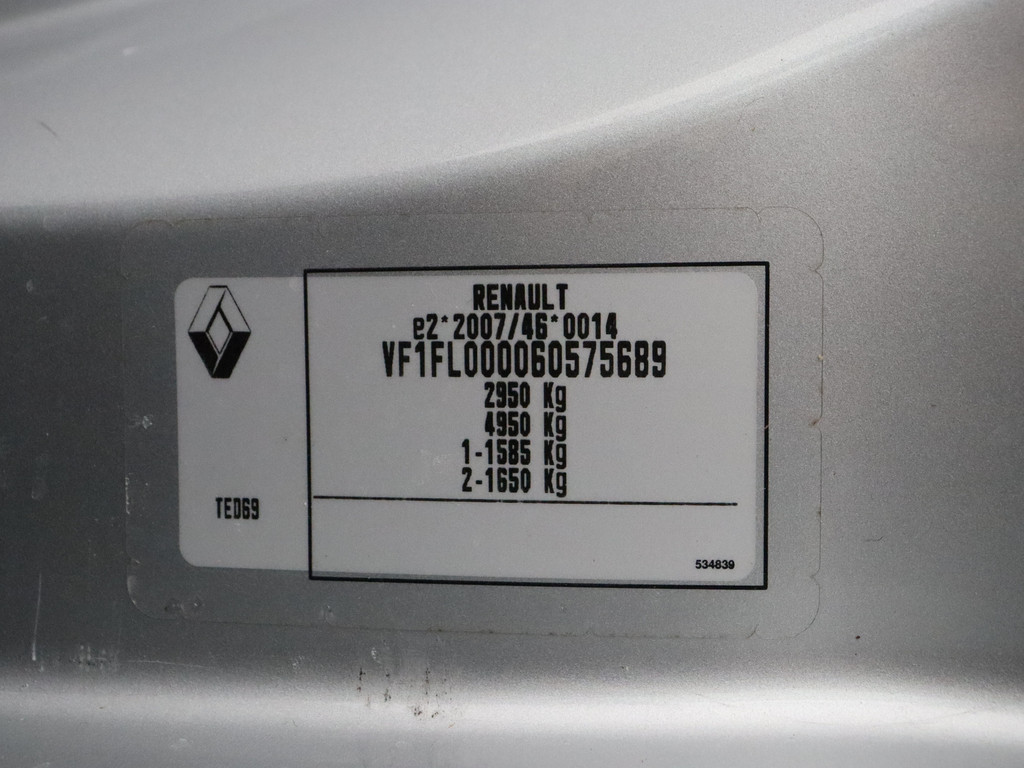 RENAULT
e2*2007/46*0014
VF1FL000060575689
2950 Kg
4950 Kg
1-1585 Kg
2-1650 Kg
TED69
534839